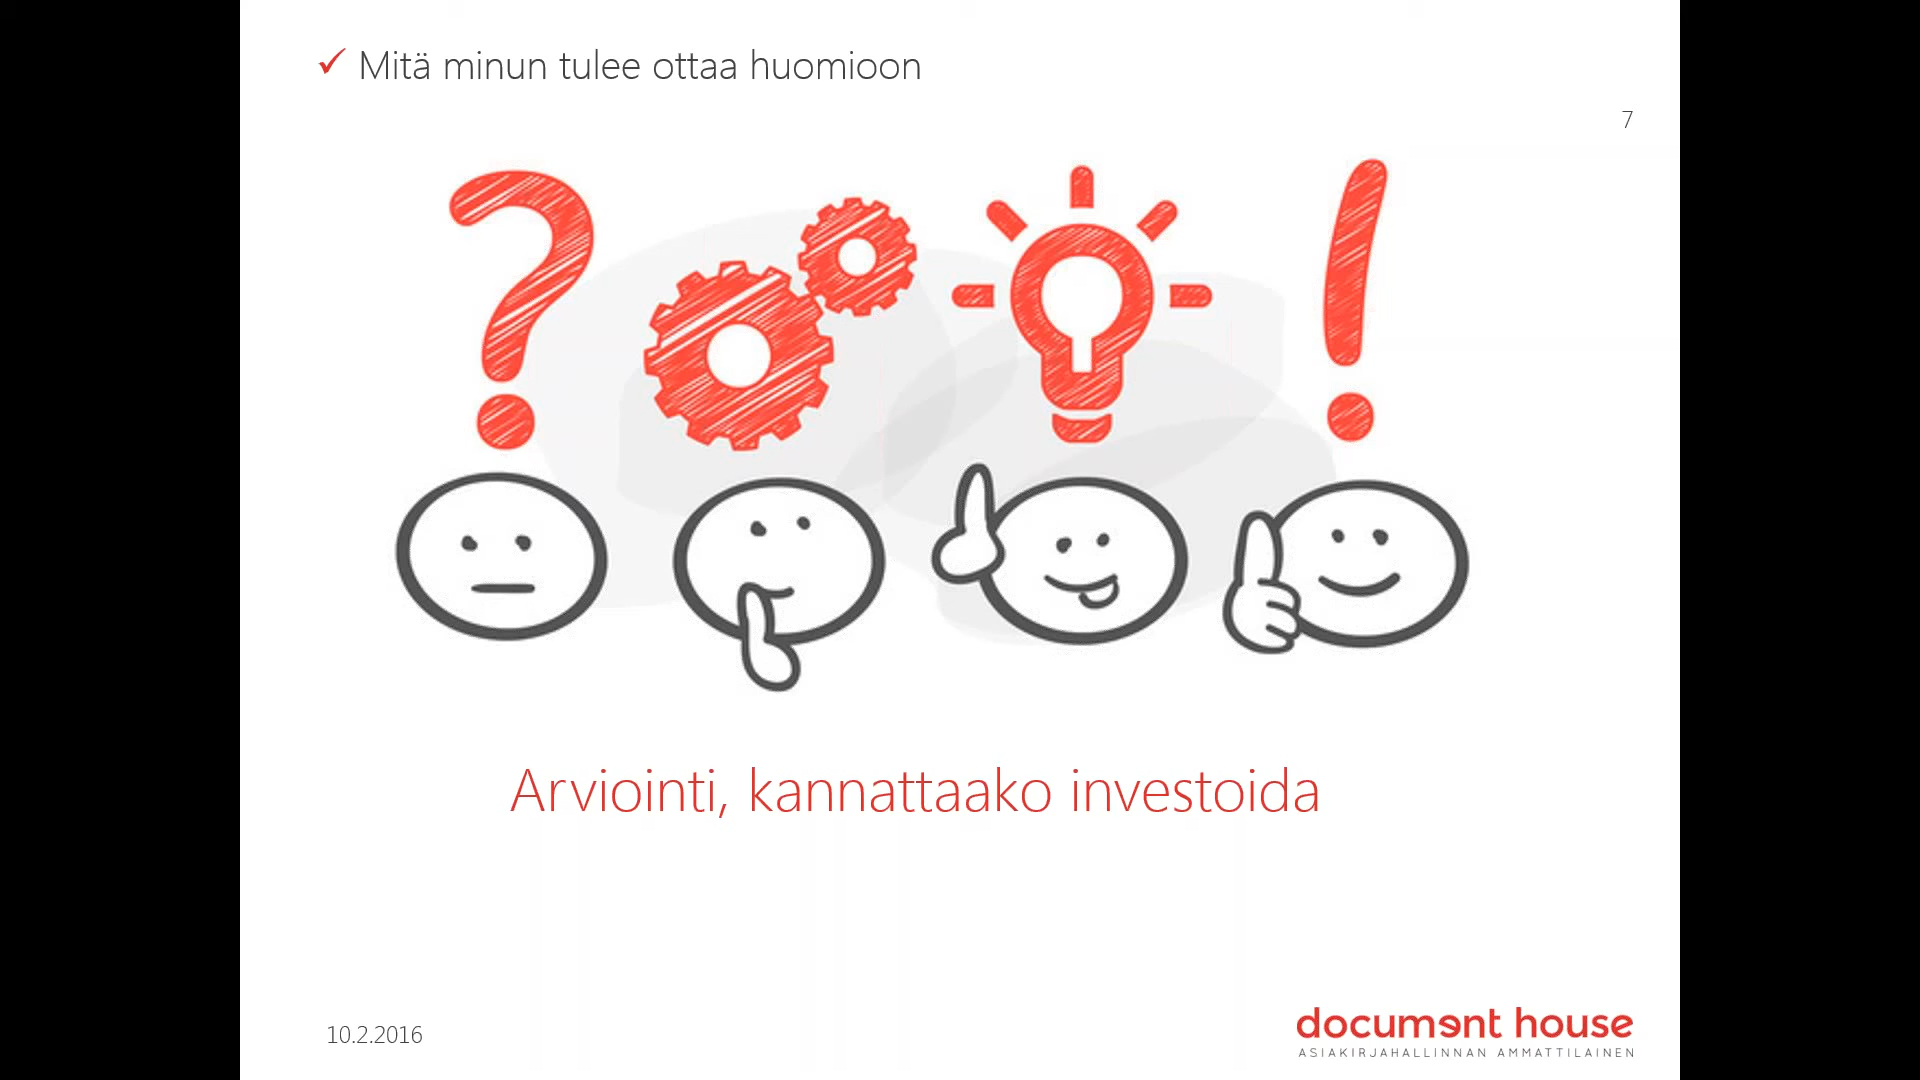 ✓ Mitä minun tulee ottaa huomioon
7
Arviointi, kannattaako investoida
10.2.2016
document house
ASIAKIRJAHALLINNAN AMMATTILAINEN